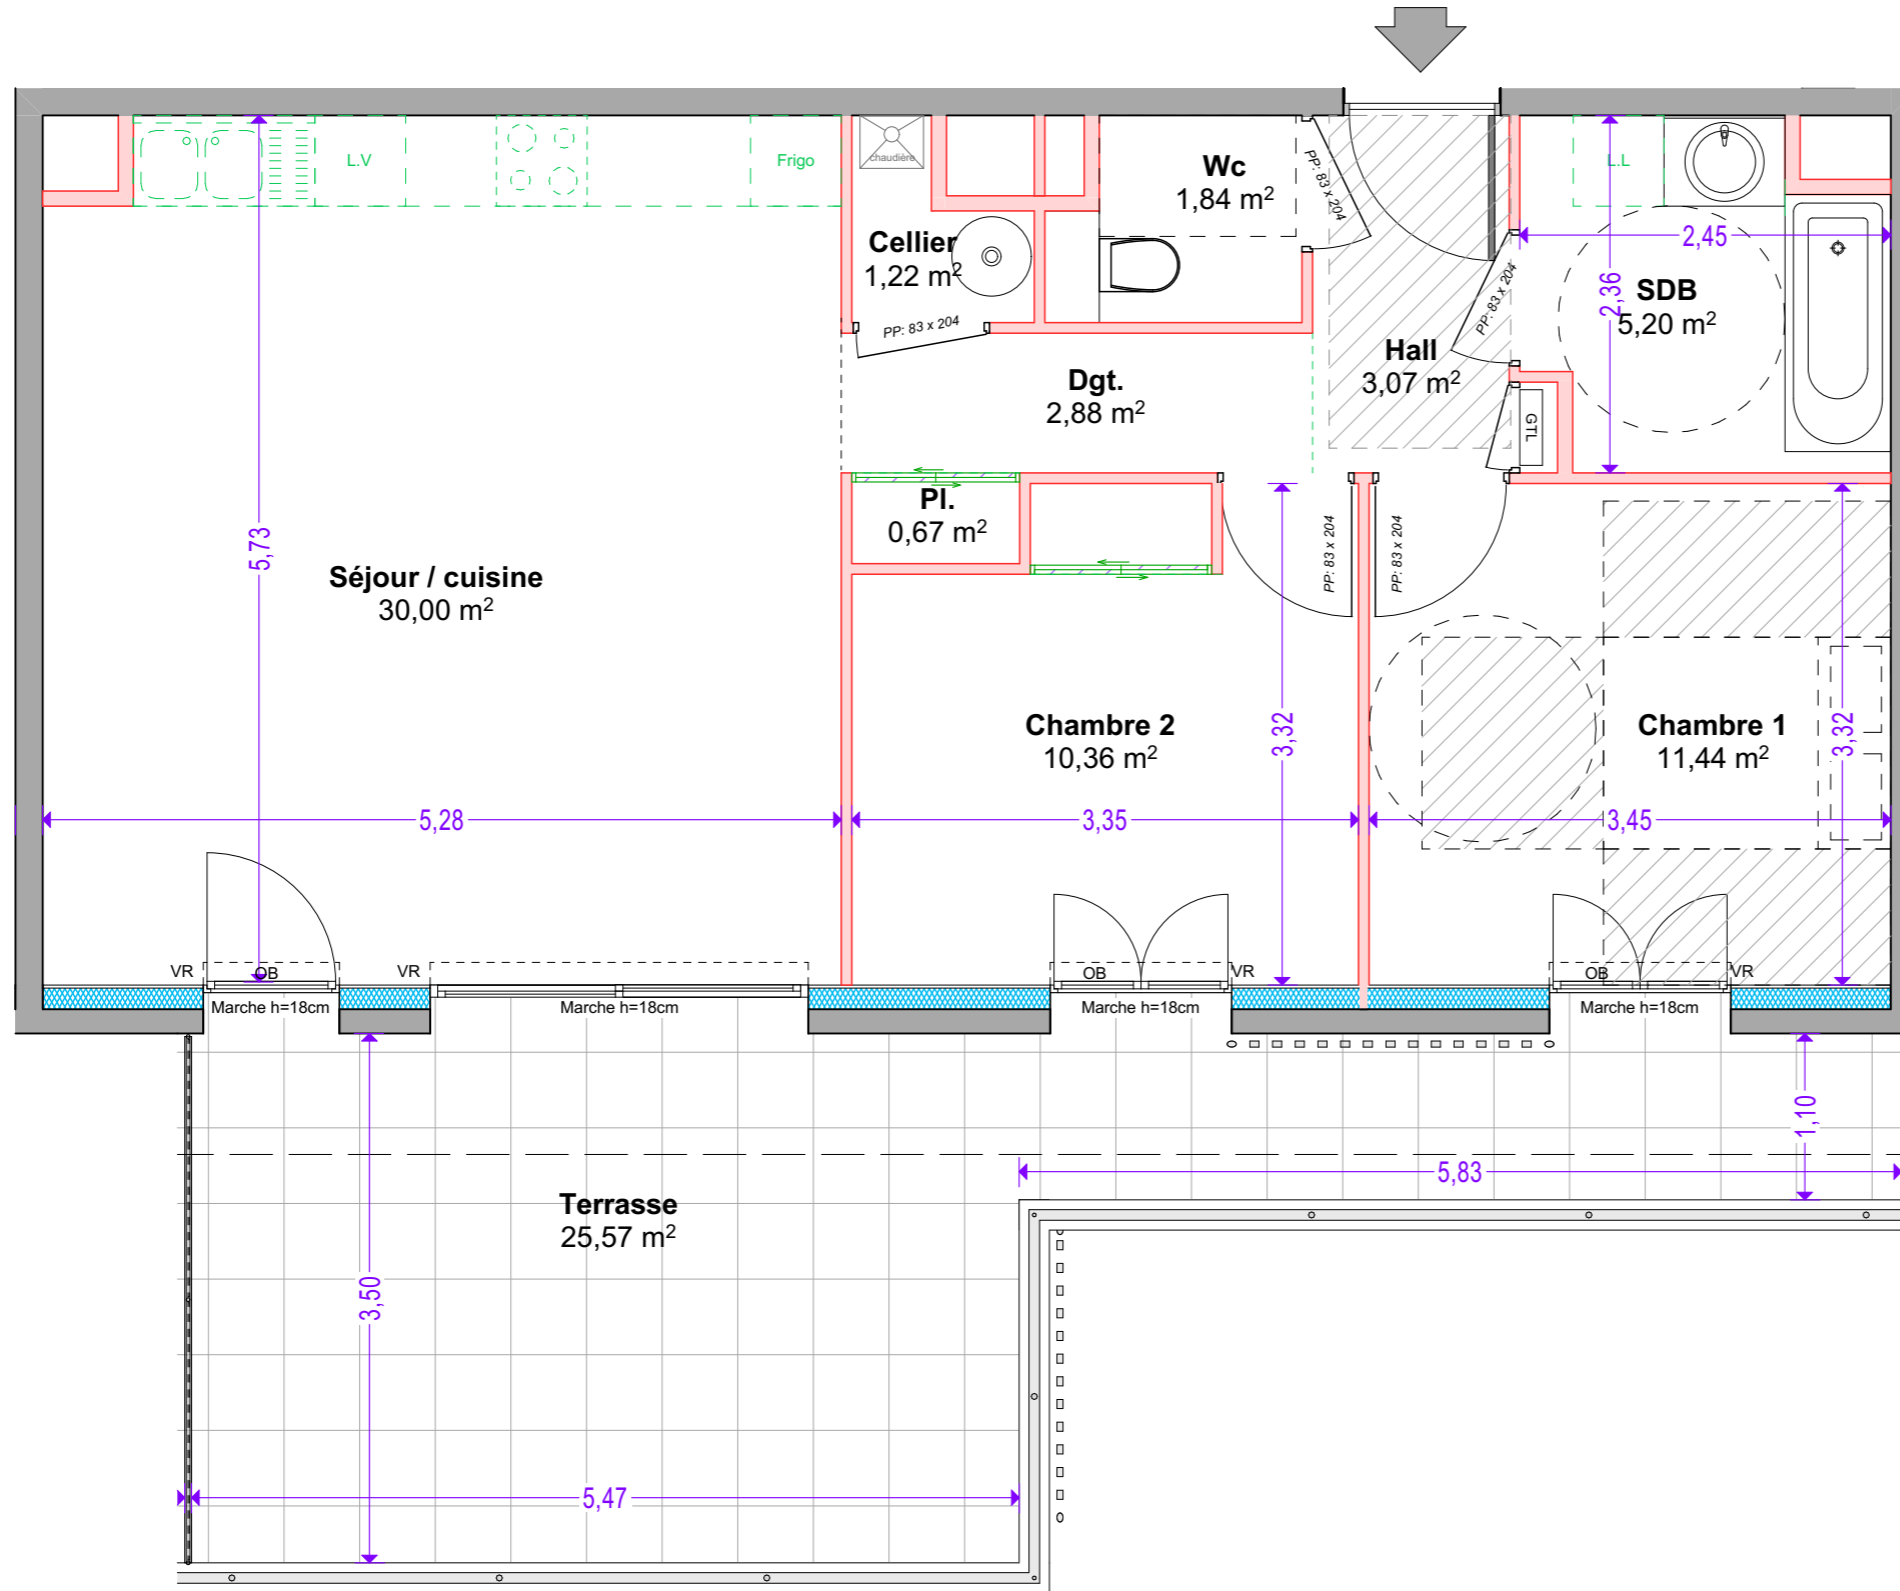 L.V
Frigo
chaudière
Wc
1,84 m²
PP: 83 x 204
L.L
2,45
Cellier
1,22 m²
PP: 83 x 204
2,36
SDB
5,20 m²
PP: 83 x 204
Hall
3,07 m²
Dgt.
2,88 m²
GTL
Pl.
0,67 m²
5,73
PP: 83 x 204
PP: 83 x 204
Séjour / cuisine
30,00 m²
Chambre 2
10,36 m²
3,32
Chambre 1
11,44 m²
3,32
5,28
3,35
3,45
VR
OB
VR
OB
VR
OB
VR
Marche h=18cm
Marche h=18cm
Marche h=18cm
Marche h=18cm
1,10
5,83
Terrasse
25,57 m²
3,50
5,47